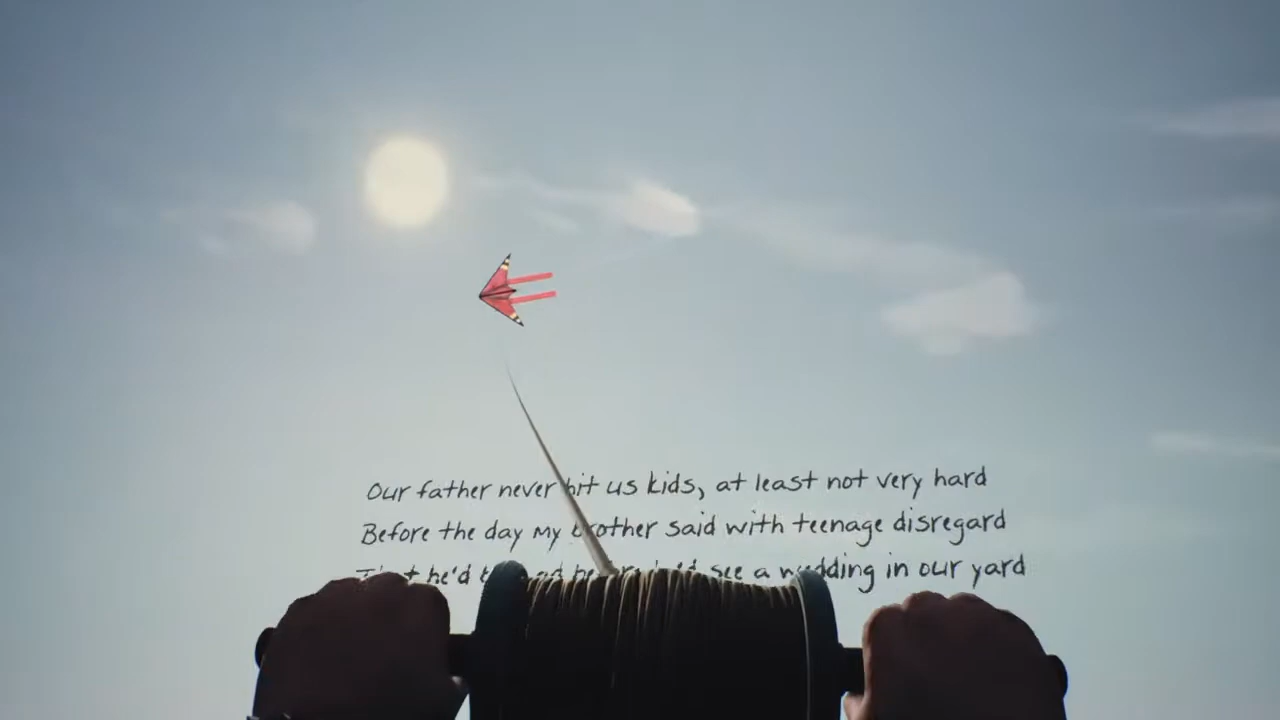 Our father never hit us kids, at least not very hard
Before the day my brother said with teenage disregard
he'd see a wedding in our yard